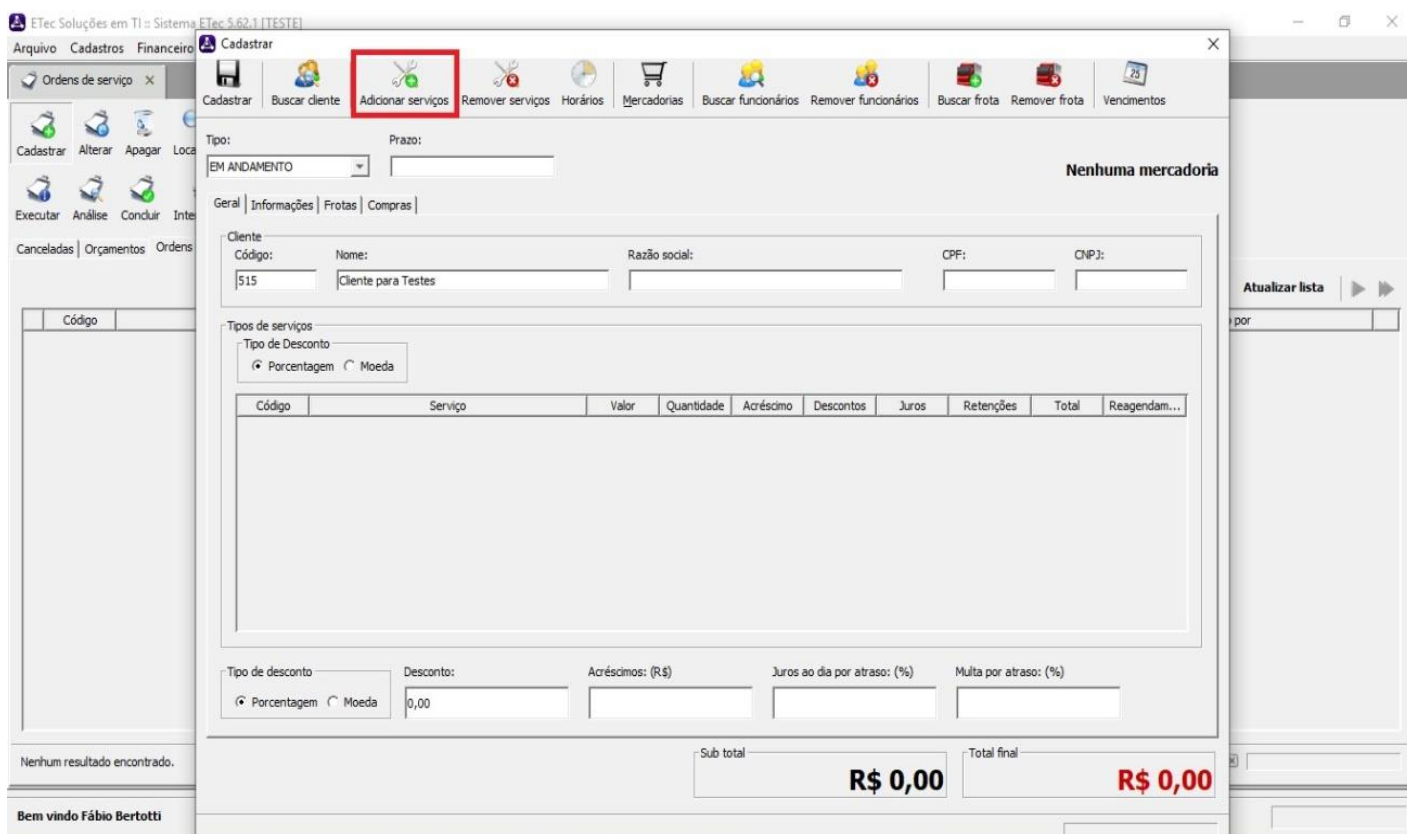 ETec Soluções em TI :: Sistema ETec 5.62.1 [TESTE]
Arquivo Cadastros Financeiro
Ordens de serviço
Cadastrar Alterar Apagar Loca
Executar Análise Concluir Inte
Canceladas Orçamentos Ordens
Código
Nenhum resultado encontrado.
Bem vindo Fábio Bertotti
Cadastrar
Cadastrar Buscar cliente Adicionar serviços Remover serviços Horários Mercadorias Buscar funcionários Remover funcionários Buscar frota Remover frota 25 Vencimentos
Tipo: Prazo:
EM ANDAMENTO
Nenhuma mercadoria
Geral Informações Frotas Compras
Cliente
Código: Nome: Razão social: CPF: CNPJ:
515 Cliente para Testes
Tipos de serviços
Tipo de Desconto
Porcentagem Moeda
Código Serviço Valor Quantidade Acréscimo Descontos Juros Retenções Total Reagendam...
Tipo de desconto Desconto: Acréscimos: (R$) Juros ao dia por atraso: (%) Multa por atraso: (%)
Porcentagem Moeda 0,00
Sub total Total final
R$ 0,00 R$ 0,00
Atualizar lista
por